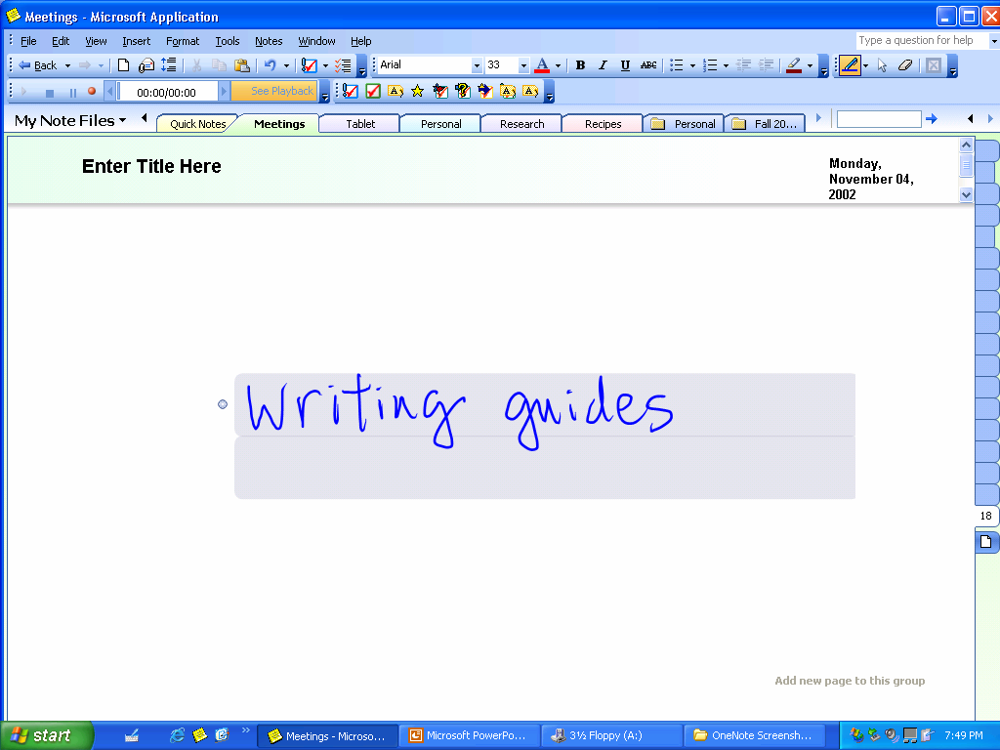 Meetings - Microsoft Application
File Edit View Insert Format Tools Notes Window Help
Type a question for help
Back
Arial
33
A B I U ABC
00:00/00:00
See Playback
My Note Files
Quick Notes
Meetings
Tablet
Personal
Research
Recipes
Personal
Fall 20...
Enter Title Here
Monday,
November 04,
2002
Writing guides
18
Add new page to this group
start
Meetings - Microso...
Microsoft PowerPo...
3½ Floppy (A:)
OneNote Screensh...
7:49 PM